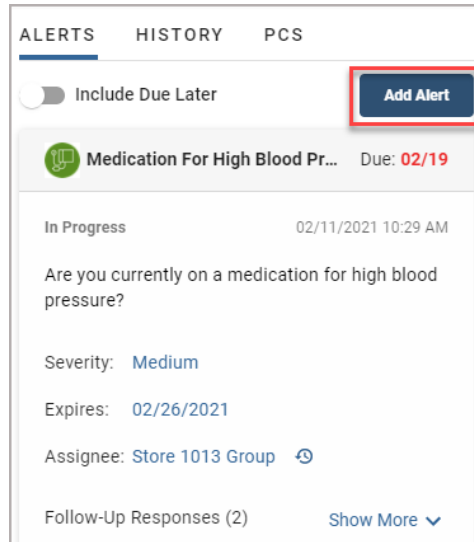 ALERTS HISTORY PCS
Include Due Later Add Alert
Medication For High Blood Pr... Due: 02/19
In Progress 02/11/2021 10:29 AM
Are you currently on a medication for high blood
pressure?
Severity: Medium
Expires: 02/26/2021
Assignee: Store 1013 Group
Follow-Up Responses (2) Show More